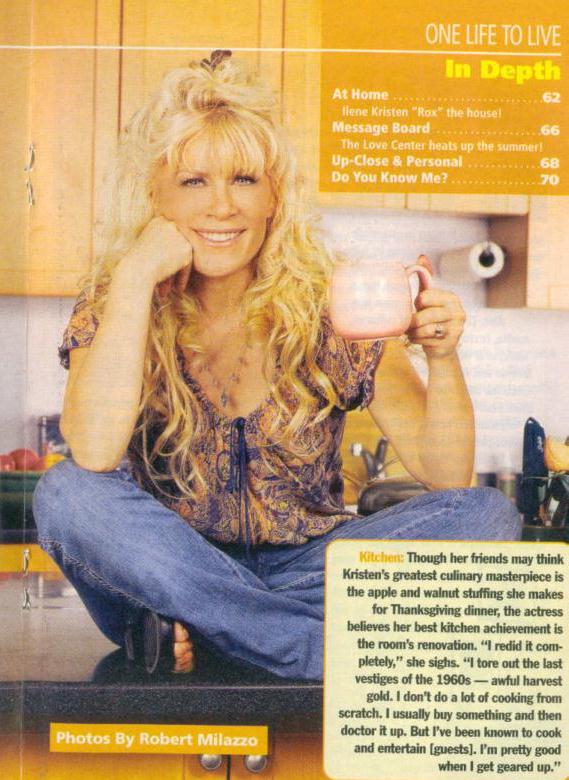 ONE LIFE TO LIVE
In Depth
At Home ........................ 62
Ilene Kristen "Rox" the house!
Message Board .................. 66
The Love Center heats up the summer!
Up-Close & Personal ............ 68
Do You Know Me? ................ 70
Kitchen: Though her friends may think
Kristen's greatest culinary masterpiece is
the apple and walnut stuffing she makes
for Thanksgiving dinner, the actress
believes her best kitchen achievement is
the room's renovation. "I redid it com-
pletely," she sighs. "I tore out the last
vestiges of the 1960s — awful harvest
gold. I don't do a lot of cooking from
scratch. I usually buy something and then
doctor it up. But I've been known to cook
and entertain [guests]. I'm pretty good
when I get geared up."
Photos By Robert Milazzo